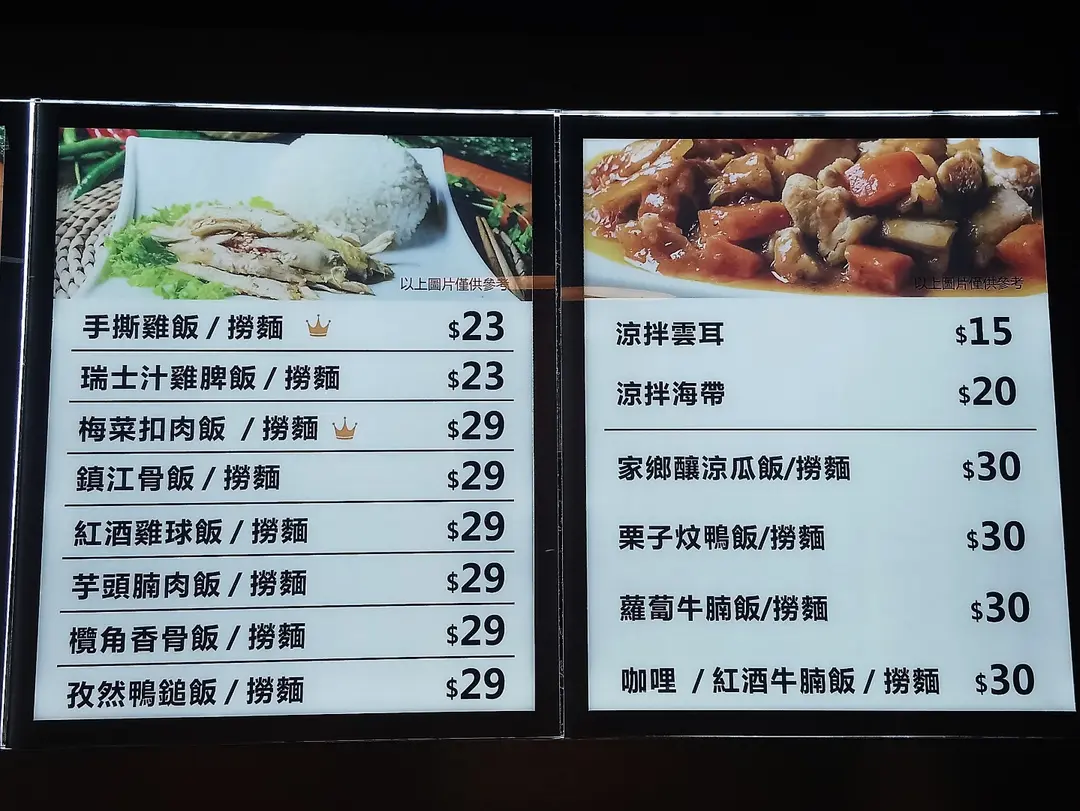 以上圖片僅供參考
手撕雞飯 / 撈麵 $23
瑞士汁雞脾飯 / 撈麵 $23
梅菜扣肉飯 / 撈麵 $29
鎮江骨飯 / 撈麵 $29
紅酒雞球飯 / 撈麵 $29
芋頭腩肉飯 / 撈麵 $29
欖角香骨飯 / 撈麵 $29
孜然鴨鎚飯 / 撈麵 $29
以上圖片僅供參考
涼拌雲耳 $15
涼拌海帶 $20
家鄉釀涼瓜飯/撈麵 $30
栗子炆鴨飯/撈麵 $30
蘿蔔牛腩飯/撈麵 $30
咖哩 / 紅酒牛腩飯 / 撈麵 $30